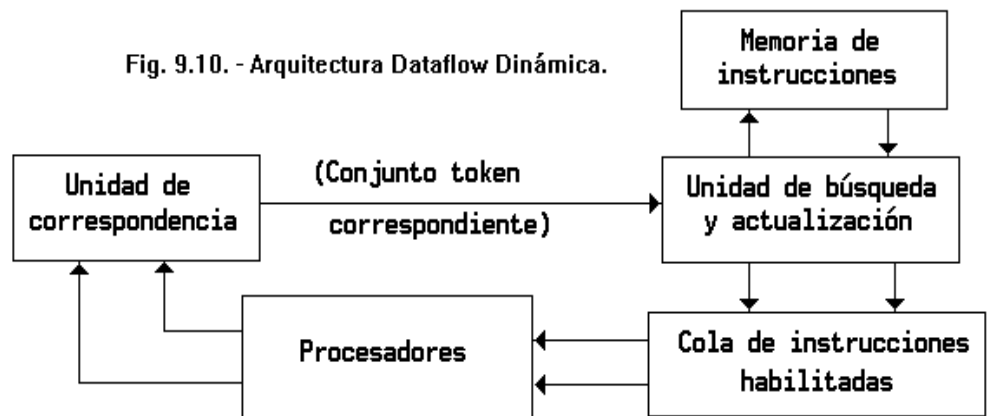 Fig. 9.10. - Arquitectura Dataflow Dinámica.
Memoria de
instrucciones
Unidad de
correspondencia
(Conjunto token
correspondiente)
Unidad de búsqueda
y actualización
Procesadores
Cola de instrucciones
habilitadas